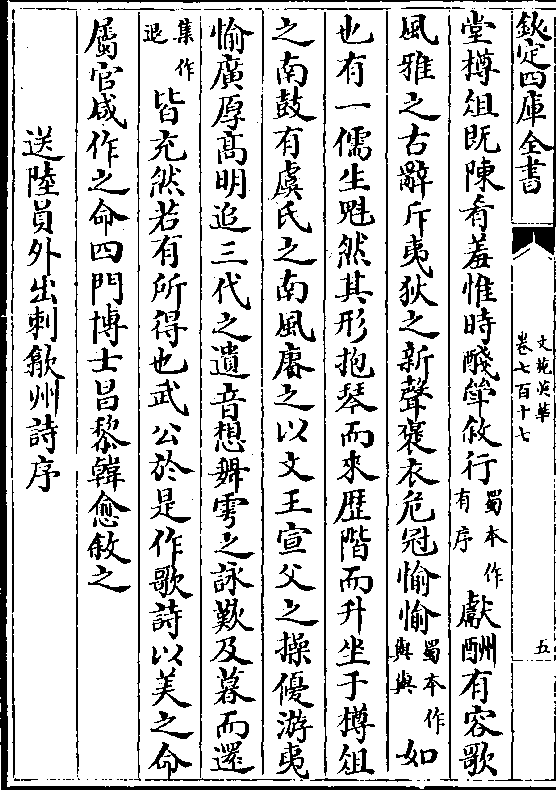 欽定四庫全書
文苑英華
卷七百十七
五
堂樽俎既陳肴羞惟時醆斝敘行蜀本作有序獻酬有容歌
風雅之古辭斥夷狄之新聲褒衣危冠愉愉蜀本作與與如
也有一儒生魁然其形抱琴而來歷階而升坐于樽俎
之南鼓有虞氏之南風賡之以文王宣父之操優游夷
愉廣厚高明追三代之遺音想舞雩之詠歎及暮而還
集作退皆充然若有所得也武公於是作歌詩以美之命
屬官咸作之命四門博士昌黎韓愈敘之
送陸員外出刺歙州詩序